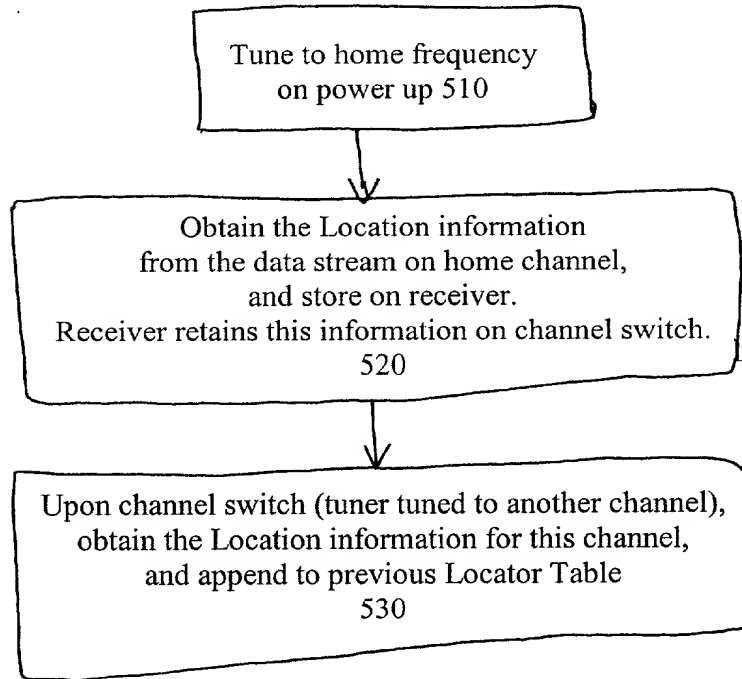 Tune to home frequency
on power up 510
Obtain the Location information
from the data stream on home channel,
and store on receiver.
Receiver retains this information on channel switch.
520
Upon channel switch (tuner tuned to another channel),
obtain the Location information for this channel,
and append to previous Locator Table
530